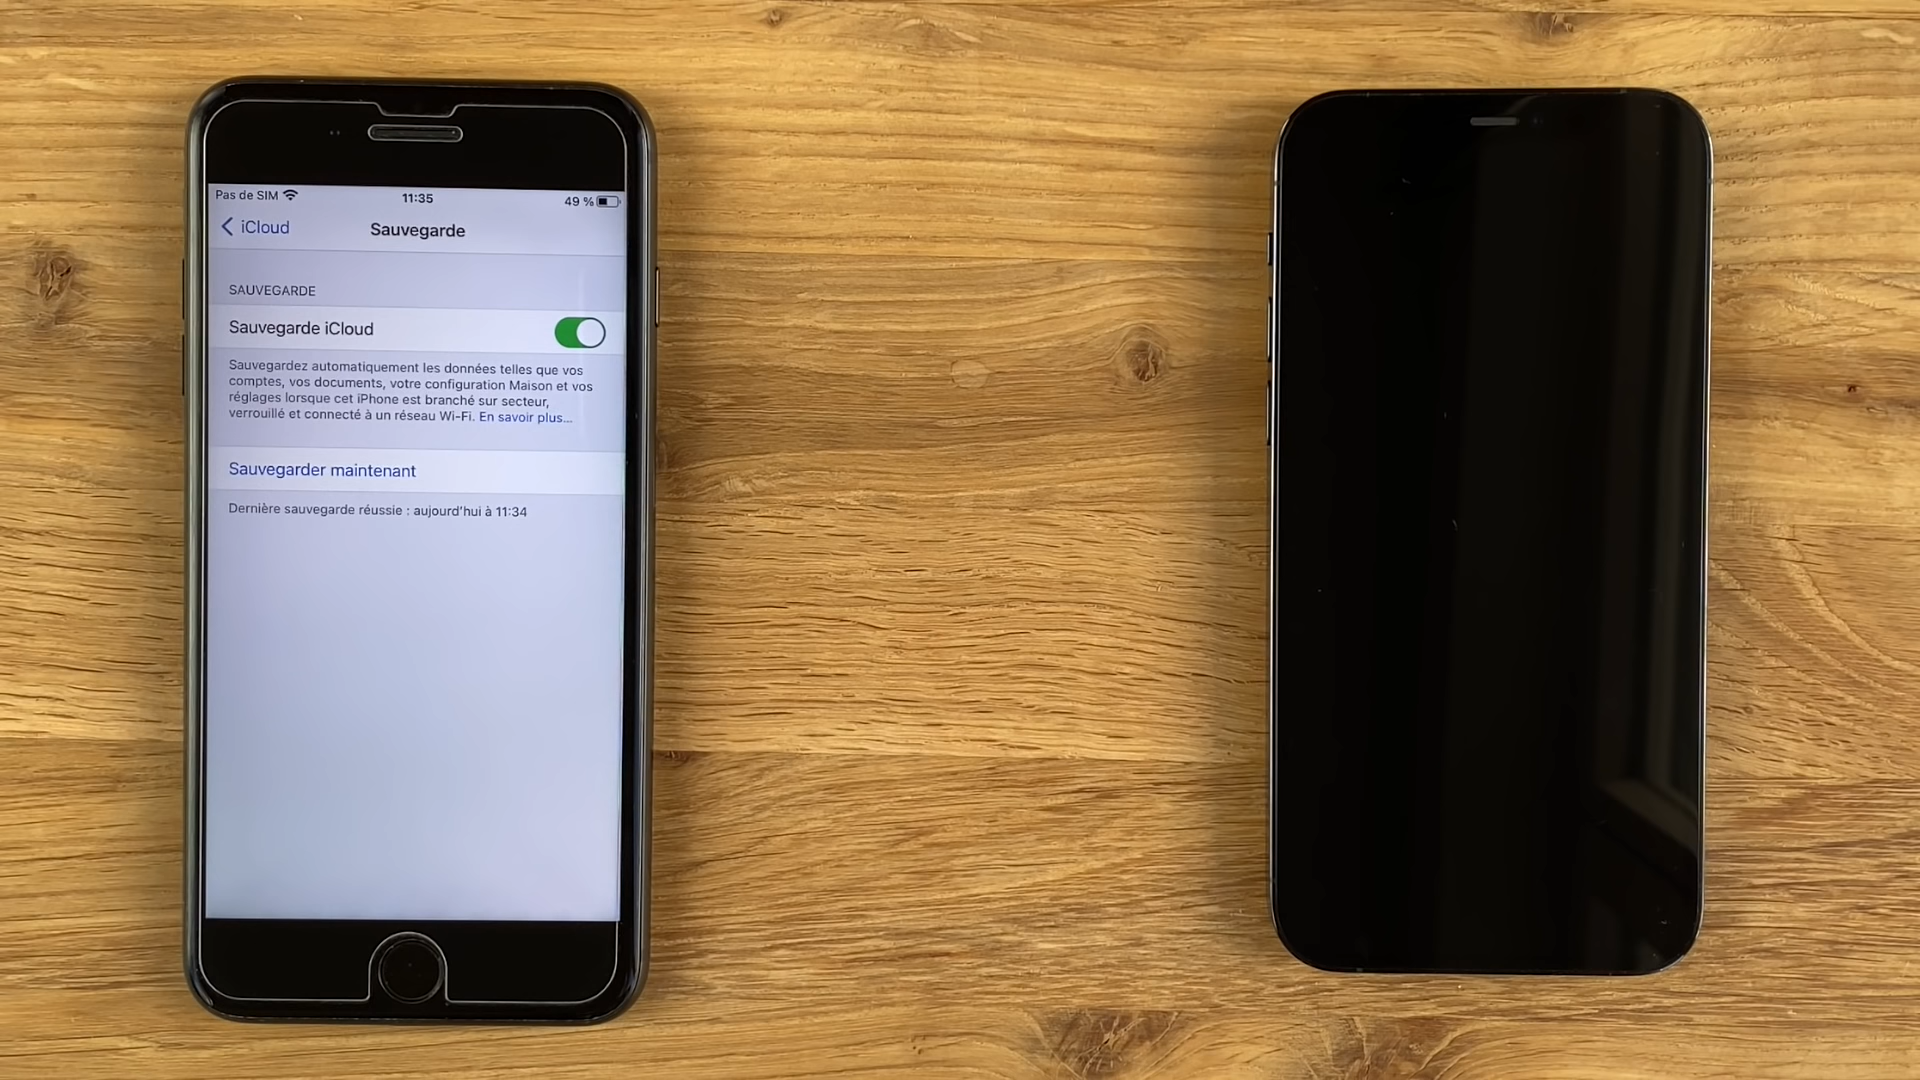 Pas de SIM 11:35 49 %
iCloud Sauvegarde
SAUVEGARDE
Sauvegarde iCloud
Sauvegardez automatiquement les données telles que vos
comptes, vos documents, votre configuration Maison et vos
réglages lorsque cet iPhone est branché sur secteur,
verrouillé et connecté à un réseau Wi-Fi. En savoir plus...
Sauvegarder maintenant
Dernière sauvegarde réussie : aujourd'hui à 11:34